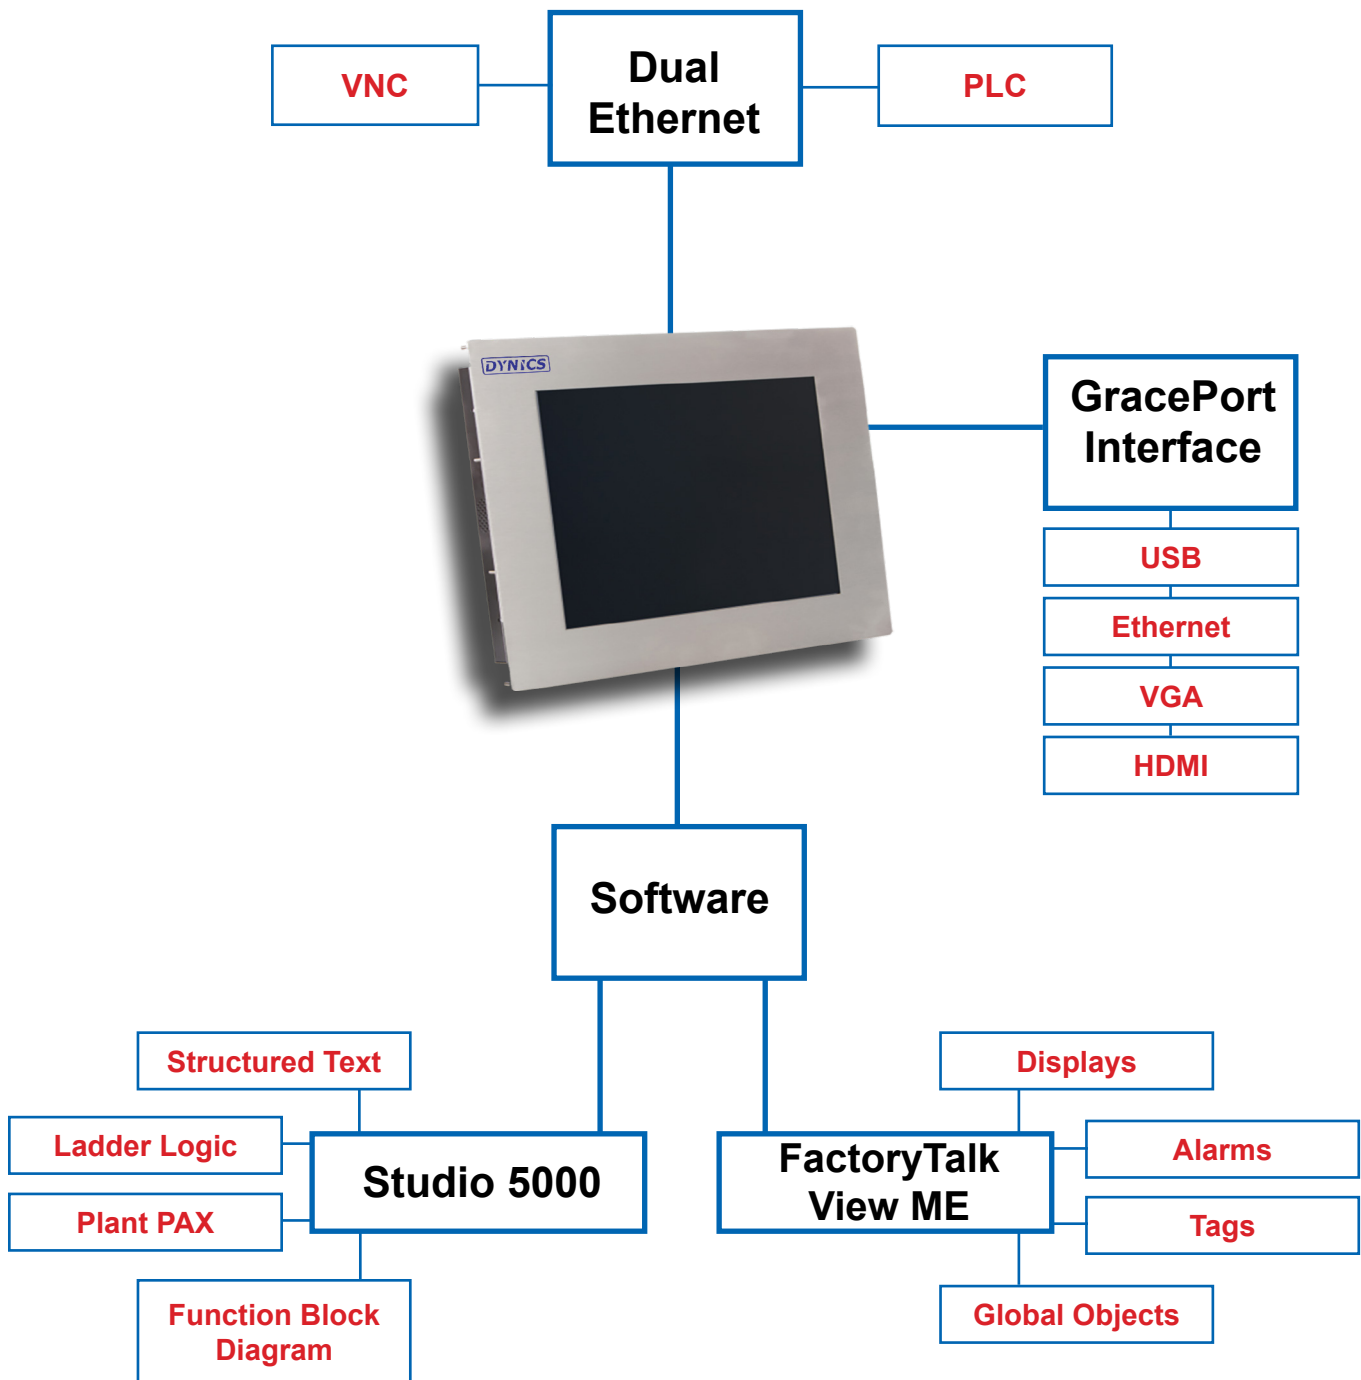 Dual
Ethernet
VNC
PLC
DYNICS
GracePort
Interface
USB
Ethernet
VGA
HDMI
Software
Structured Text
Ladder Logic
Plant PAX
Studio 5000
Function Block
Diagram
Displays
FactoryTalk
View ME
Alarms
Tags
Global Objects